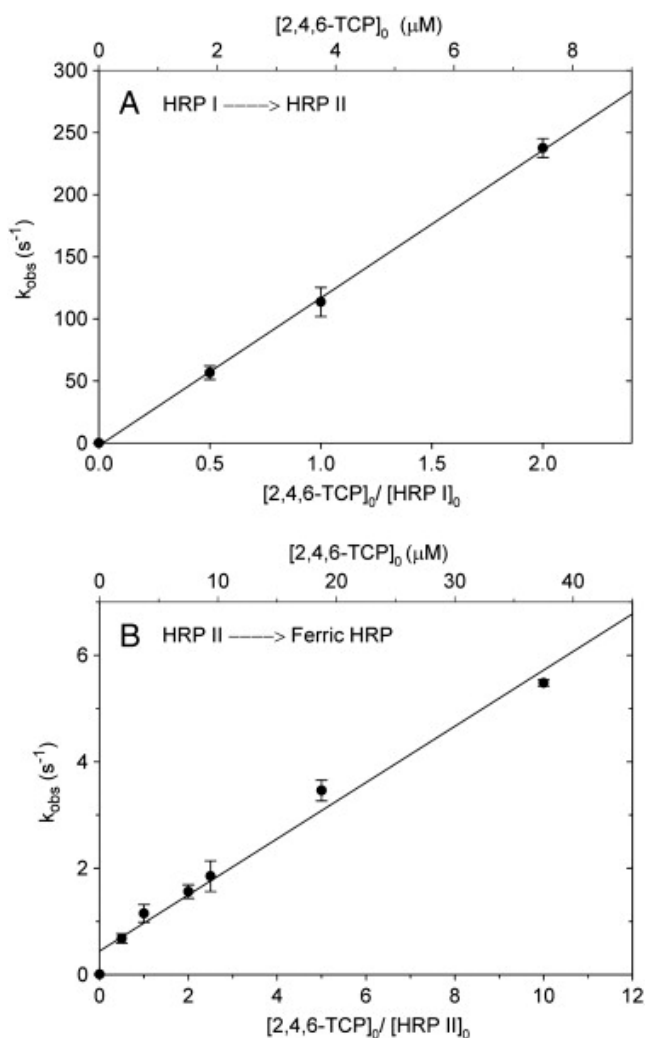 [2,4,6-TCP]₀ (μM)
0 2 4 6 8
A HRP I ----> HRP II
300
250
200
150
100
50
0
k_obs (s⁻¹)
0.0 0.5 1.0 1.5 2.0
[2,4,6-TCP]₀/ [HRP I]₀
[2,4,6-TCP]₀ (μM)
0 10 20 30 40
B HRP II ----> Ferric HRP
6
4
2
0
k_obs (s⁻¹)
0 2 4 6 8 10 12
[2,4,6-TCP]₀/ [HRP II]₀